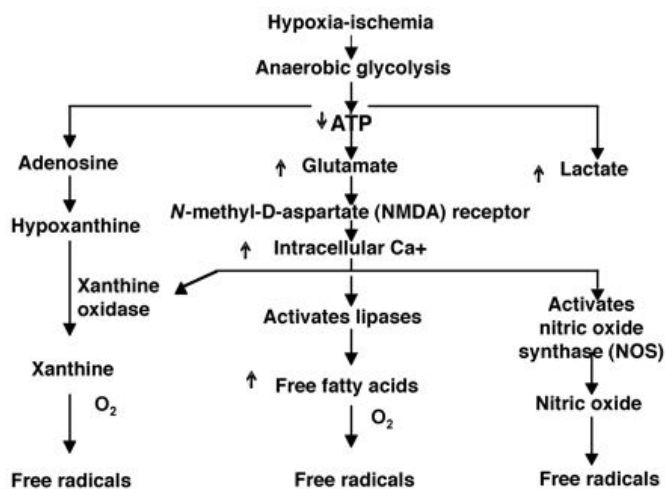 Hypoxia-ischemia
Anaerobic glycolysis
ATP
Adenosine
Glutamate
Lactate
Hypoxanthine
N-methyl-D-aspartate (NMDA) receptor
Intracellular Ca+
Xanthine
oxidase
Activates lipases
Activates
nitric oxide
synthase (NOS)
Xanthine
Free fatty acids
Nitric oxide
O₂
O₂
Free radicals
Free radicals
Free radicals